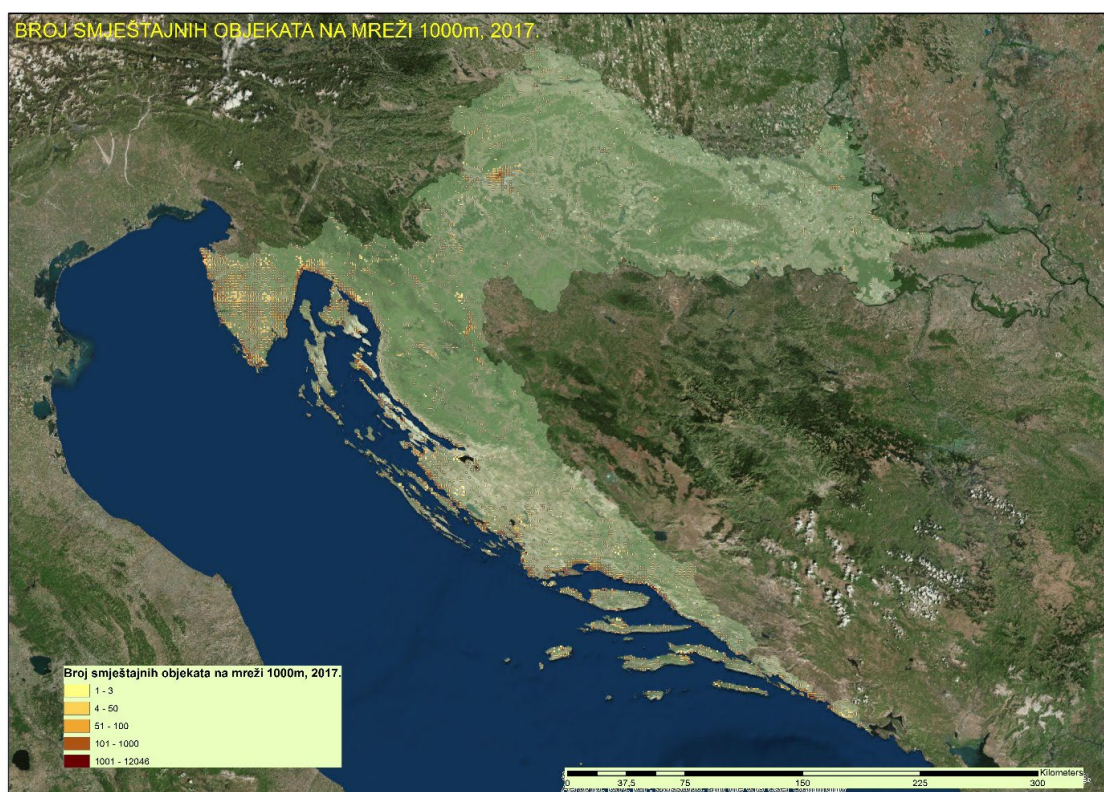 BROJ SMJEŠTAJNIH OBJEKATA NA MREŽI 1000m, 2017.
Broj smještajnih objekata na mreži 1000m, 2017.
1 - 3
4 - 50
51 - 100
101 - 1000
1001 - 12046
Kilometers
0 37,5 75 150 225 300